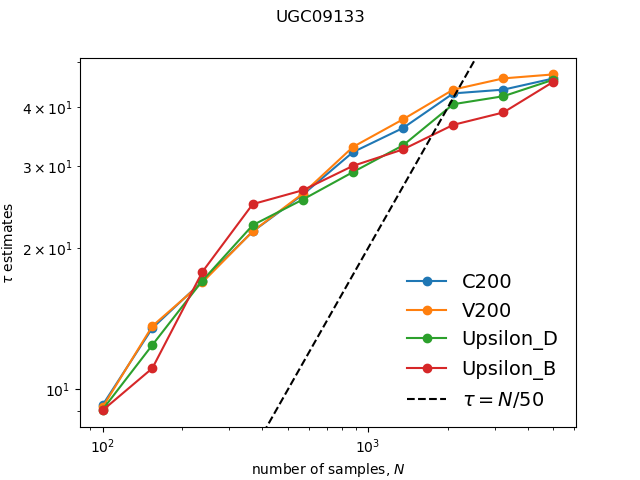 UGC09133
τ estimates
4 × 10¹
3 × 10¹
2 × 10¹
10¹
10²
10³
number of samples, N
C200
V200
Upsilon_D
Upsilon_B
τ = N/50